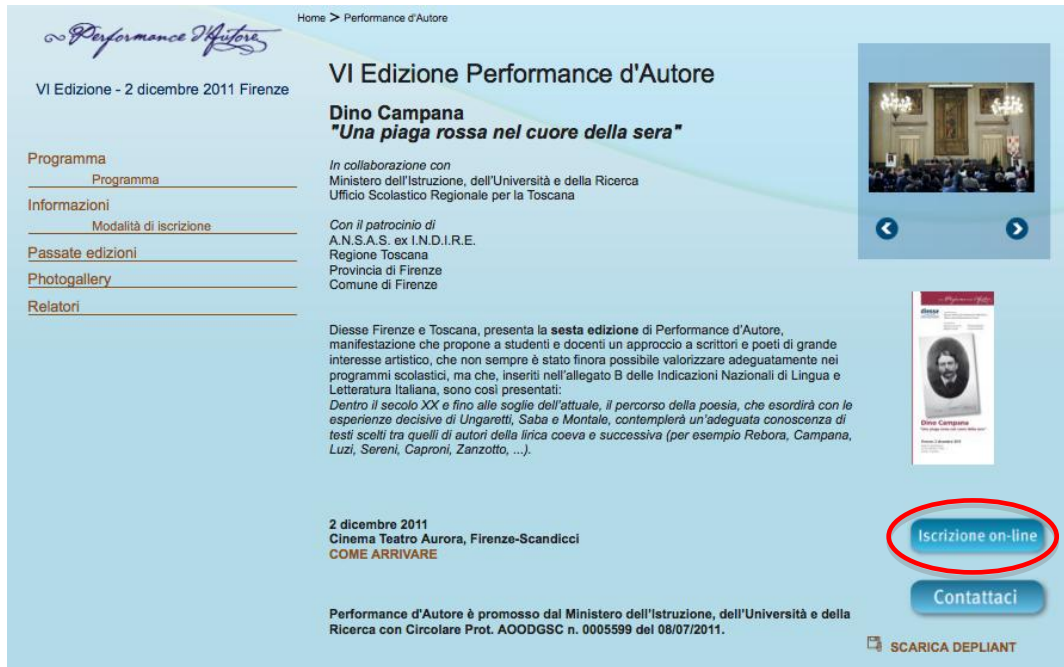 Home > Performance d'Autore
Performance d'Autore
VI Edizione - 2 dicembre 2011 Firenze
Programma
Programma
Informazioni
Modalità di iscrizione
Passate edizioni
Photogallery
Relatori
VI Edizione Performance d'Autore
Dino Campana
"Una piaga rossa nel cuore della sera"
In collaborazione con
Ministero dell'Istruzione, dell'Università e della Ricerca
Ufficio Scolastico Regionale per la Toscana
Con il patrocinio di
A.N.S.A.S. ex I.N.D.I.R.E.
Regione Toscana
Provincia di Firenze
Comune di Firenze
Diesse Firenze e Toscana, presenta la sesta edizione di Performance d'Autore,
manifestazione che propone a studenti e docenti un approccio a scrittori e poeti di grande
interesse artistico, che non sempre è stato finora possibile valorizzare adeguatamente nei
programmi scolastici, ma che, inseriti nell'allegato B delle Indicazioni Nazionali di Lingua e
Letteratura Italiana, sono così presentati:
Dentro il secolo XX e fino alle soglie dell'attuale, il percorso della poesia, che esordirà con le
esperienze decisive di Ungaretti, Saba e Montale, contemplerà un'adeguata conoscenza di
testi scelti tra quelli di autori della lirica coeva e successiva (per esempio Rebora, Campana,
Luzi, Sereni, Caproni, Zanzotto, ...).
2 dicembre 2011
Cinema Teatro Aurora, Firenze-Scandicci
COME ARRIVARE
Performance d'Autore è promosso dal Ministero dell'Istruzione, dell'Università e della
Ricerca con Circolare Prot. AOODGSC n. 0005599 del 08/07/2011.
diesse
Dino Campana
"Una piaga rossa nel cuore della sera"
Iscrizione on-line
Contattaci
SCARICA DEPLIANT